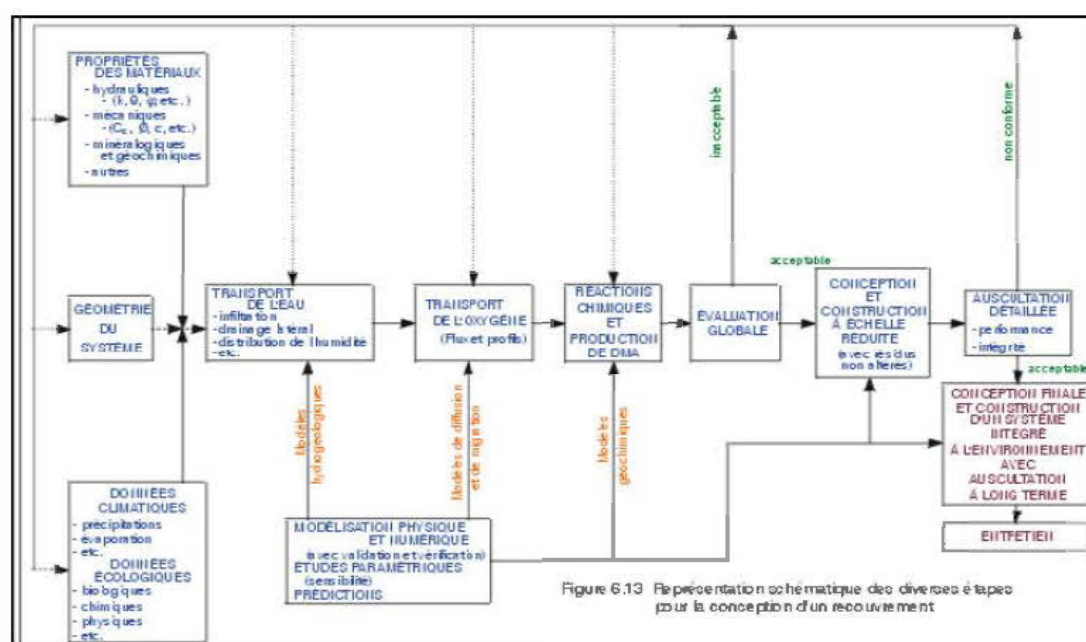 PROPRIÉTÉS
DES MATÉRIAUX
- hydrauliques
- (k, θ, ψ, etc.)
- mécaniques
- (Cc, Ø, c, etc.)
- minéralogiques
et géochimiques
- autres
GÉOMÉTRIE
DU
SYSTÈME
DONNÉES
CLIMATIQUES
- précipitations
- évaporation
- etc.
DONNÉES
ÉCOLOGIQUES
- biologiques
- chimiques
- physiques
- etc.
TRANSPORT
DE L'EAU
- infiltration
- drainage latéral
- distribution de l'humidité
- etc.
TRANSPORT
DE L'OXYGÈNE
(Flux et profils)
RÉACTIONS
CHIMIQUES
ET
PRODUCTION
DE DMA
ÉVALUATION
GLOBALE
inacceptable
acceptable
CONCEPTION
ET
CONSTRUCTION
À ÉCHELLE
RÉDUITE
(avec résidus
non altérés)
non conforme
AUSCULTATION
DÉTAILLÉE
- performance
- intégrité
acceptable
CONCEPTION FINALE
ET CONSTRUCTION
D'UN SYSTÈME
INTÉGRÉ
À L'ENVIRONNEMENT
AVEC
AUSCULTATION
À LONG TERME
ENTRETIEN
Modèles
hydrogéologiques
Modèles de diffusion
et de migration
Modèles
géochimiques
MODÉLISATION PHYSIQUE
ET NUMÉRIQUE
(avec validation et vérification)
ÉTUDES PARAMÉTRIQUES
(sensibilité)
PRÉDICTIONS
Figure 6.13 Représentation schématique des diverses étapes
pour la conception d'un recouvrement